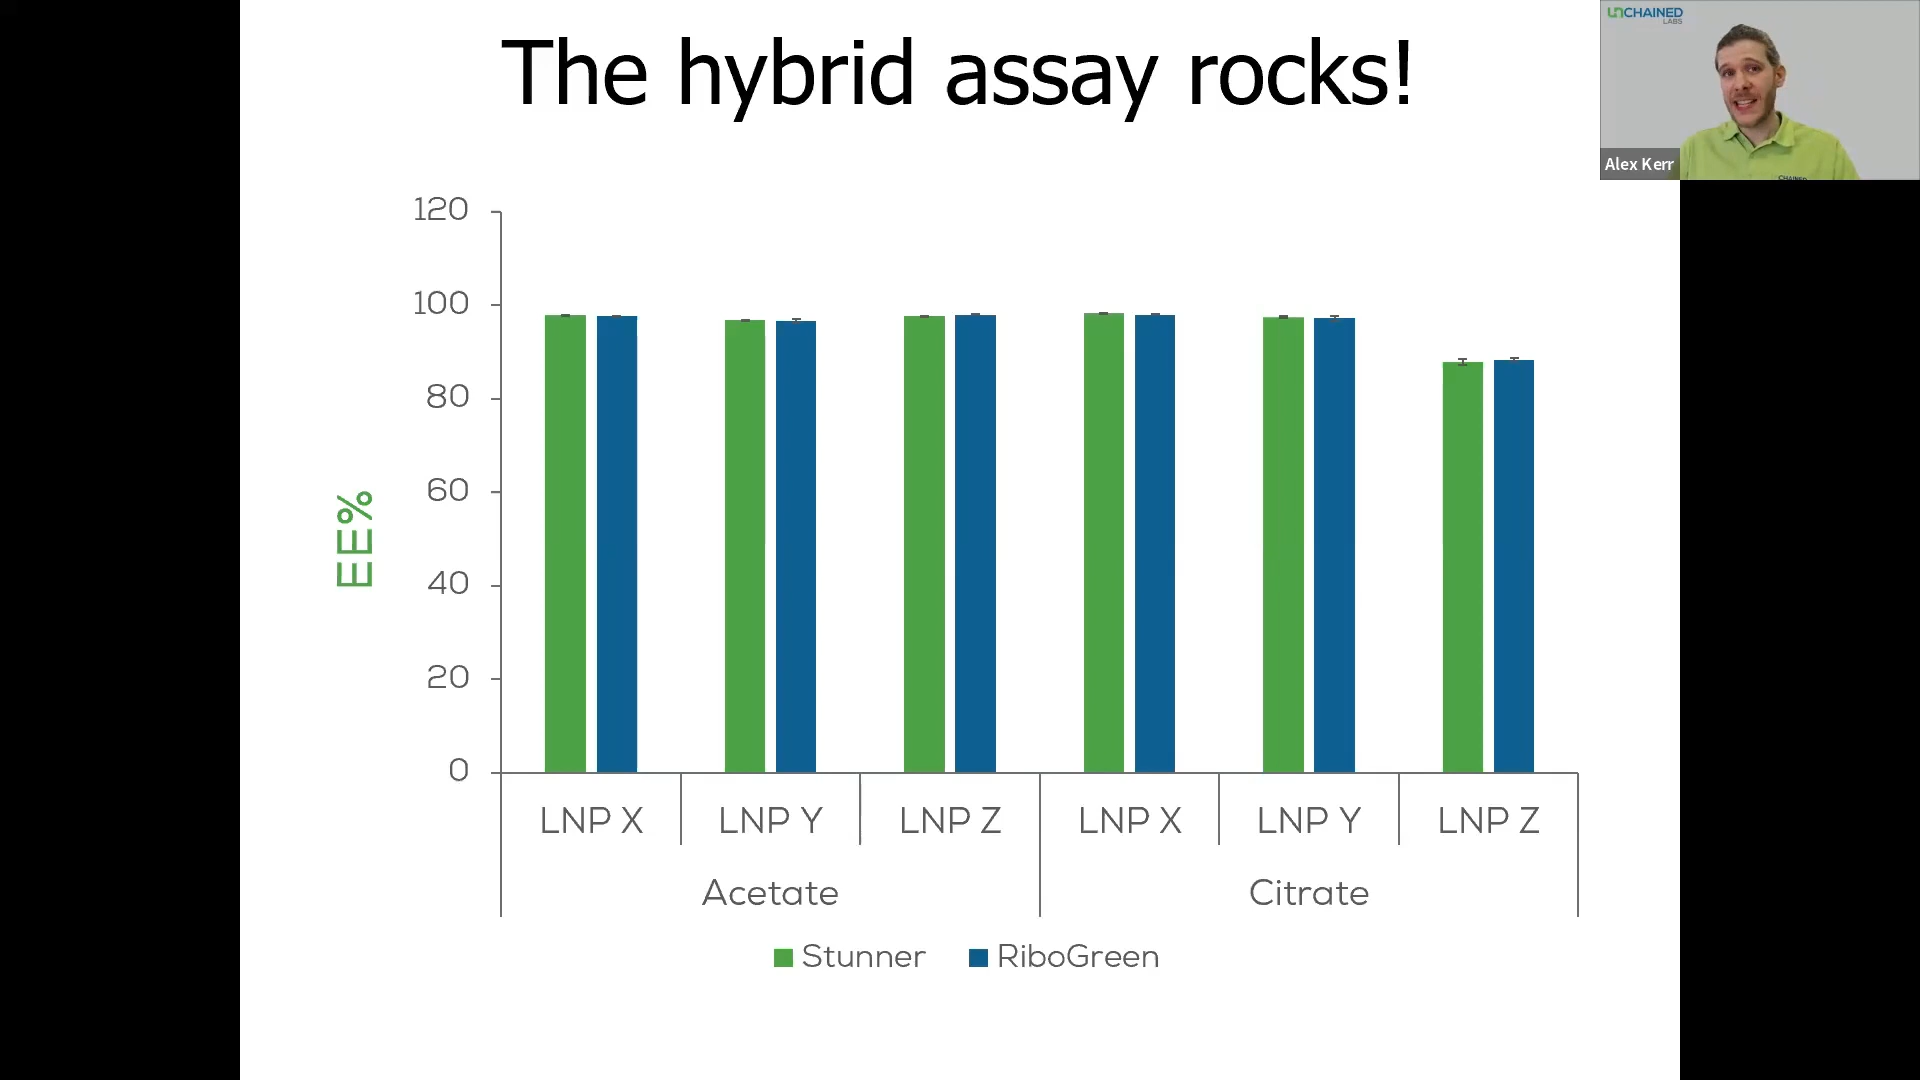 The hybrid assay rocks!
UNCHAINED
LABS
Alex Kerr
CHAINED
120
100
80
60
40
20
0
EE%
LNP X
LNP Y
LNP Z
LNP X
LNP Y
LNP Z
Acetate
Citrate
Stunner
RiboGreen